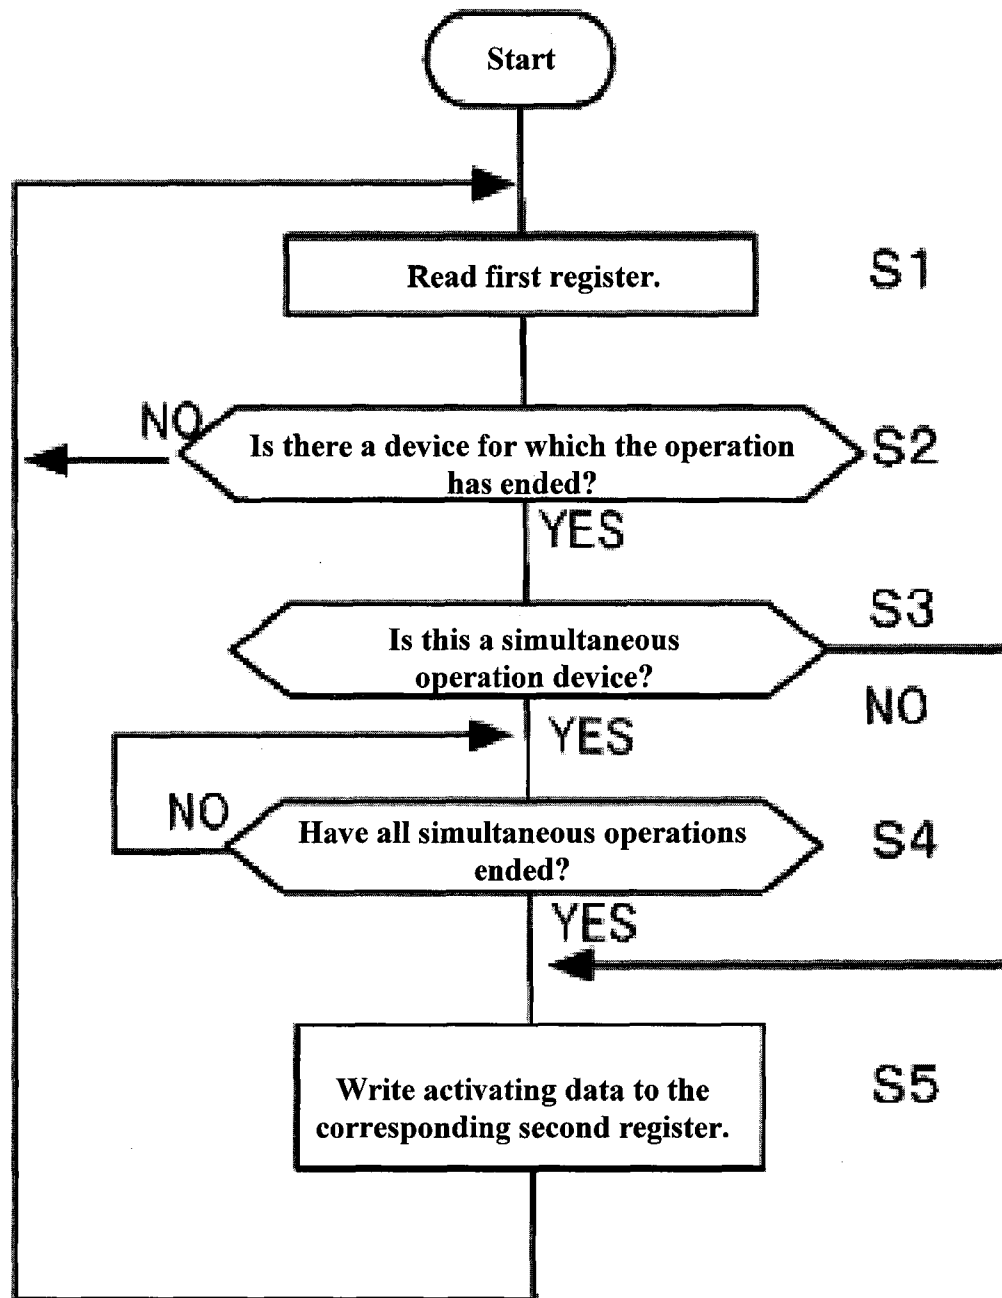 Start
Read first register.
S1
NO
Is there a device for which the operation
has ended?
S2
YES
Is this a simultaneous
operation device?
S3
NO
YES
NO
Have all simultaneous operations
ended?
S4
YES
Write activating data to the
corresponding second register.
S5